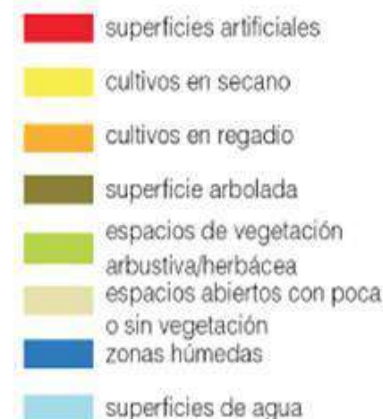 superficies artificiales
cultivos en secano
cultivos en regadio
superficie arbolada
espacios de vegetación
arbustiva/herbácea
espacios abiertos con poca
o sin vegetación
zonas húmedas
superficies de agua